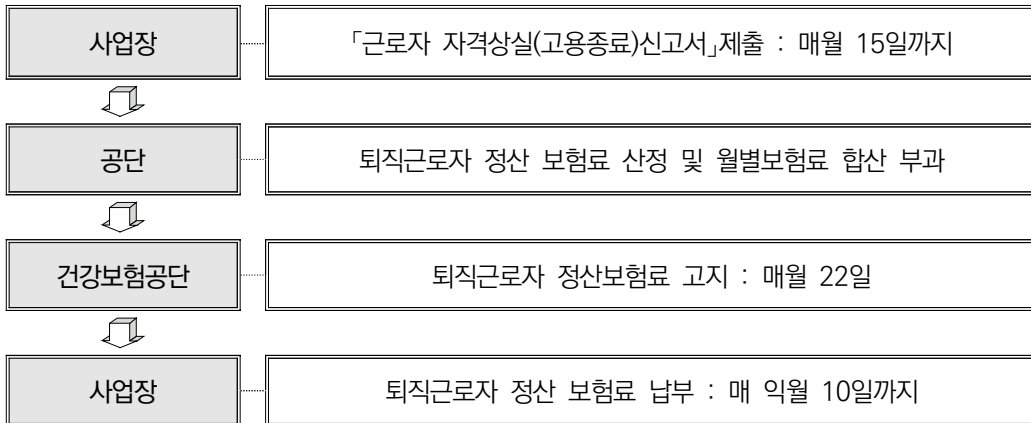 사업장
「근로자 자격상실(고용종료)신고서」제출 : 매월 15일까지
공단
퇴직근로자 정산 보험료 산정 및 월별보험료 합산 부과
건강보험공단
퇴직근로자 정산보험료 고지 : 매월 22일
사업장
퇴직근로자 정산 보험료 납부 : 매 익월 10일까지